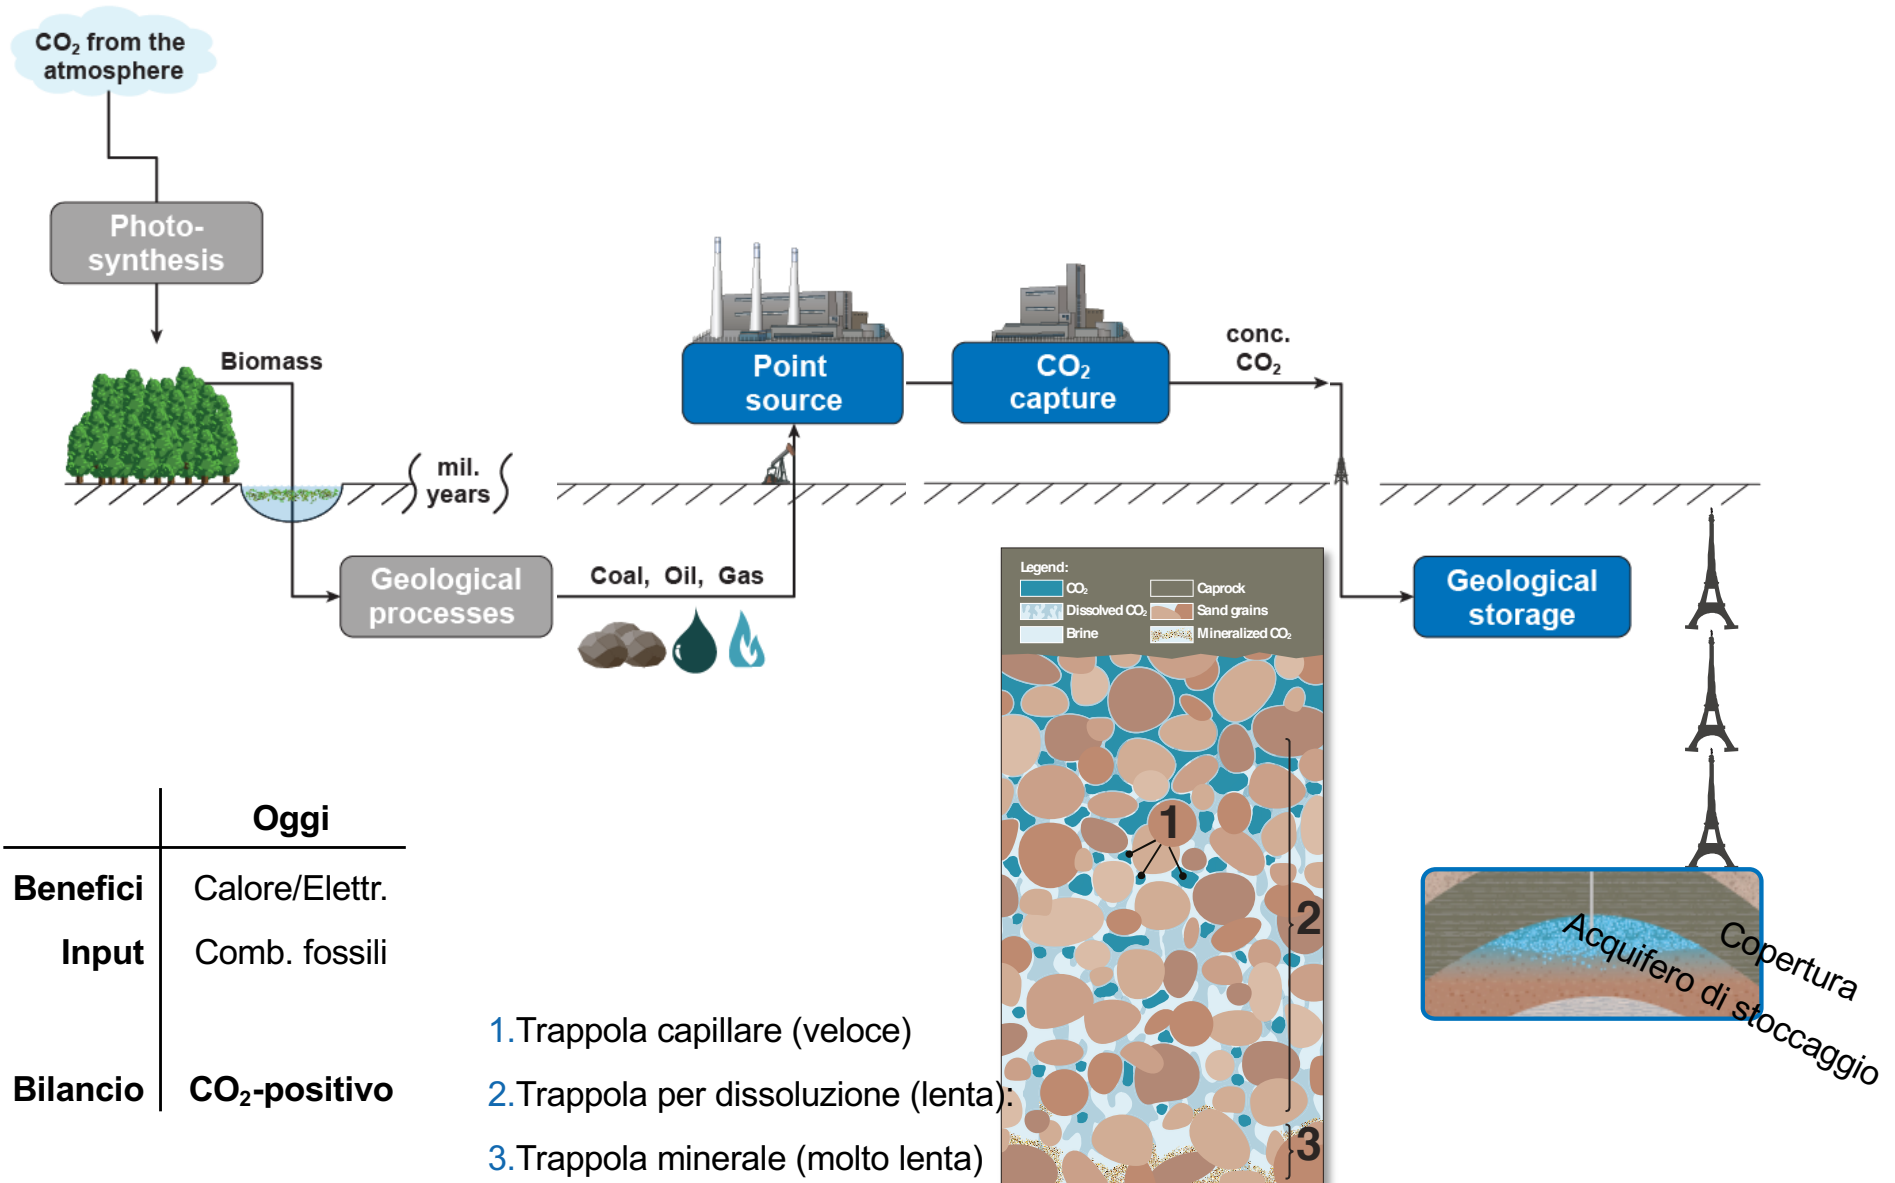 CO₂ from the
atmosphere
Photo-
synthesis
Biomass
mil.
years
Geological
processes
Coal, Oil, Gas
Point
source
CO₂
capture
conc.
CO₂
Geological
storage
Legend:
CO₂
Caprock
Dissolved CO₂
Sand grains
Brine
Mineralized CO₂
1
2
3
Copertura
Acquifero di stoccaggio
Oggi
Benefici Calore/Elettr.
Input Comb. fossili
Bilancio CO₂-positivo
1.Trappola capillare (veloce)
2.Trappola per dissoluzione (lenta):
3.Trappola minerale (molto lenta)